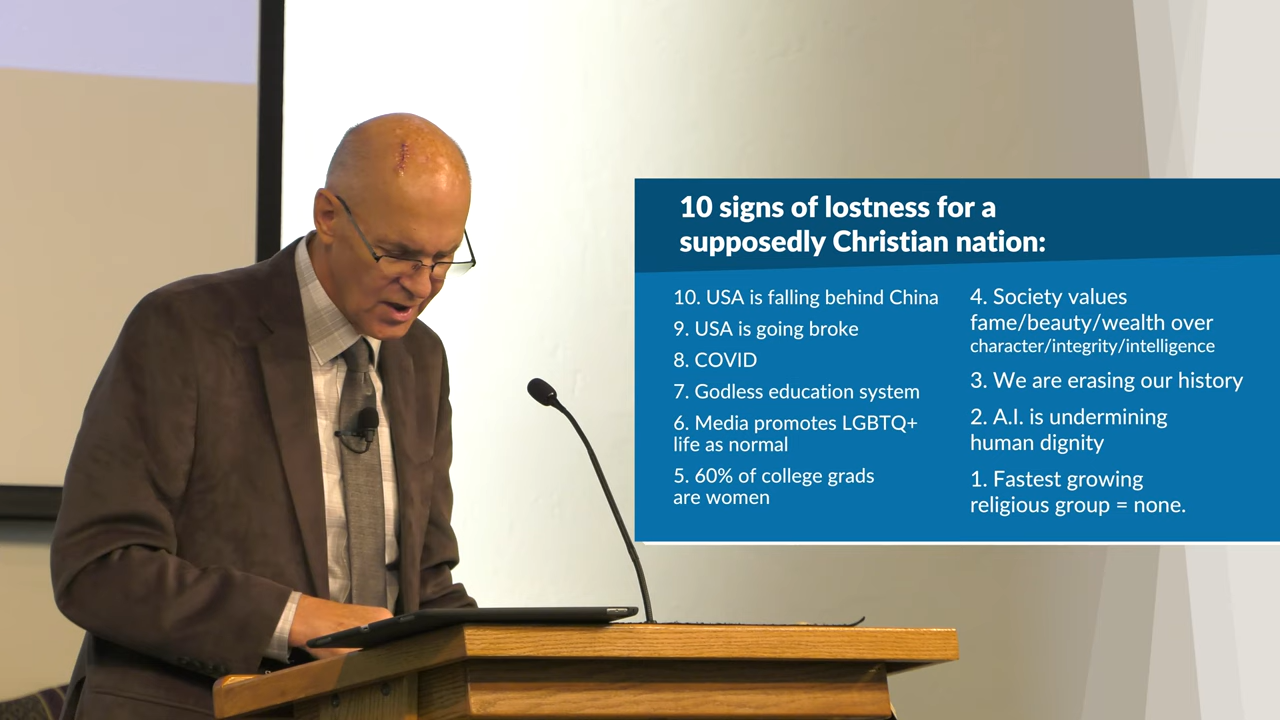 10 signs of lostness for a
supposedly Christian nation:
10. USA is falling behind China
9. USA is going broke
8. COVID
7. Godless education system
6. Media promotes LGBTQ+
life as normal
5. 60% of college grads
are women
4. Society values
fame/beauty/wealth over
character/integrity/intelligence
3. We are erasing our history
2. A.I. is undermining
human dignity
1. Fastest growing
religious group = none.